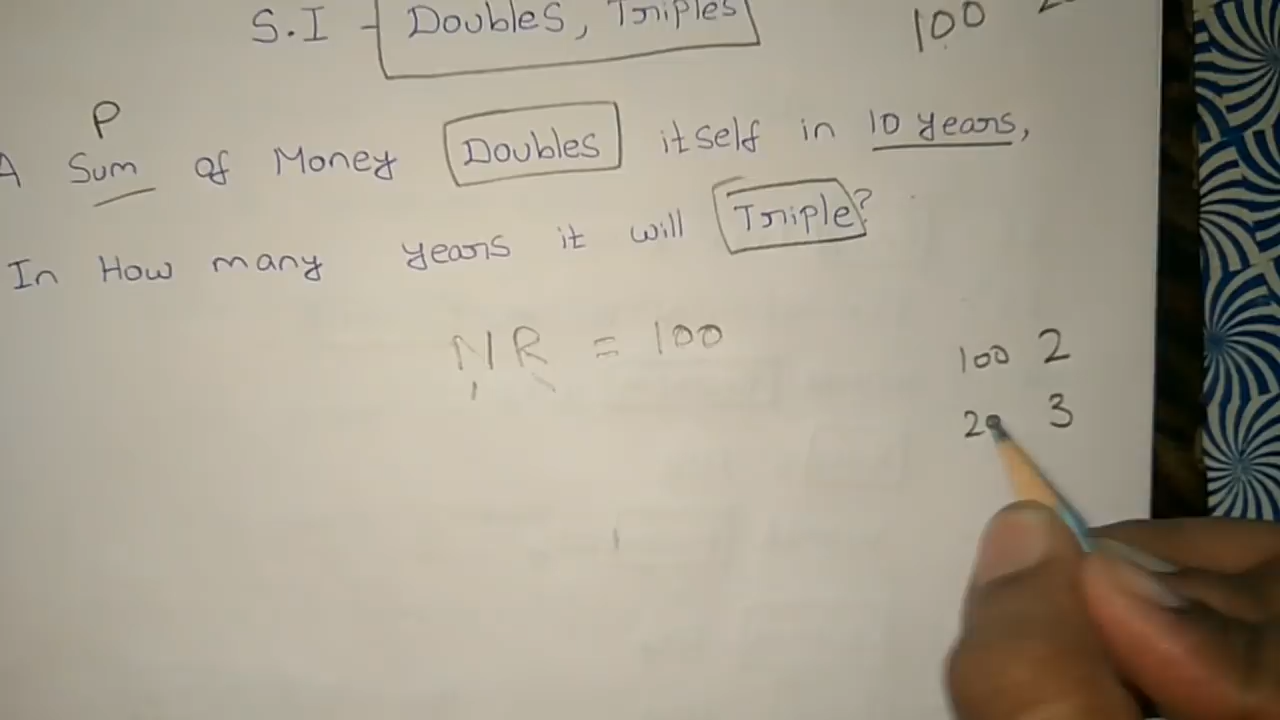 S.I - Doubles, Triples
100
P
A Sum of Money Doubles itself in 10 years,
In How many years it will Triple?
NR = 100
100 2
20 3